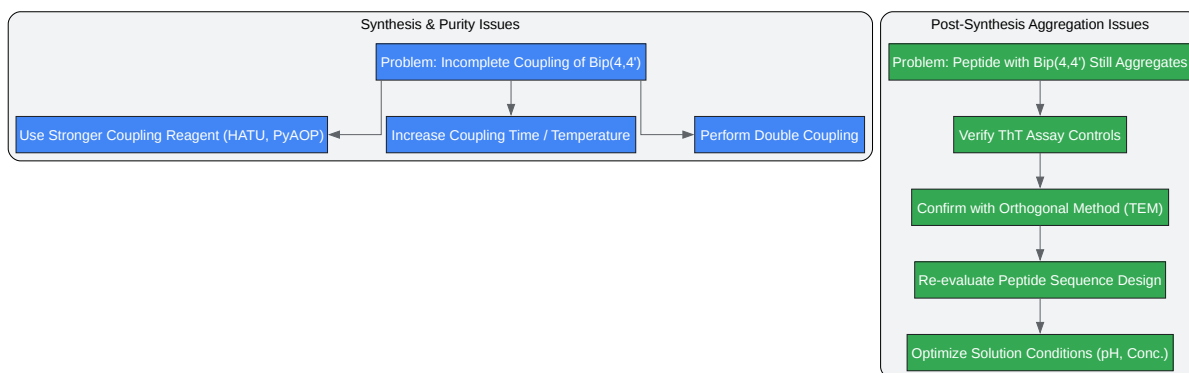 Synthesis & Purity Issues
Problem: Incomplete Coupling of Bip(4,4')
Use Stronger Coupling Reagent (HATU, PyAOP)
Increase Coupling Time / Temperature
Perform Double Coupling
Post-Synthesis Aggregation Issues
Problem: Peptide with Bip(4,4') Still Aggregates
Verify ThT Assay Controls
Confirm with Orthogonal Method (TEM)
Re-evaluate Peptide Sequence Design
Optimize Solution Conditions (pH, Conc.)